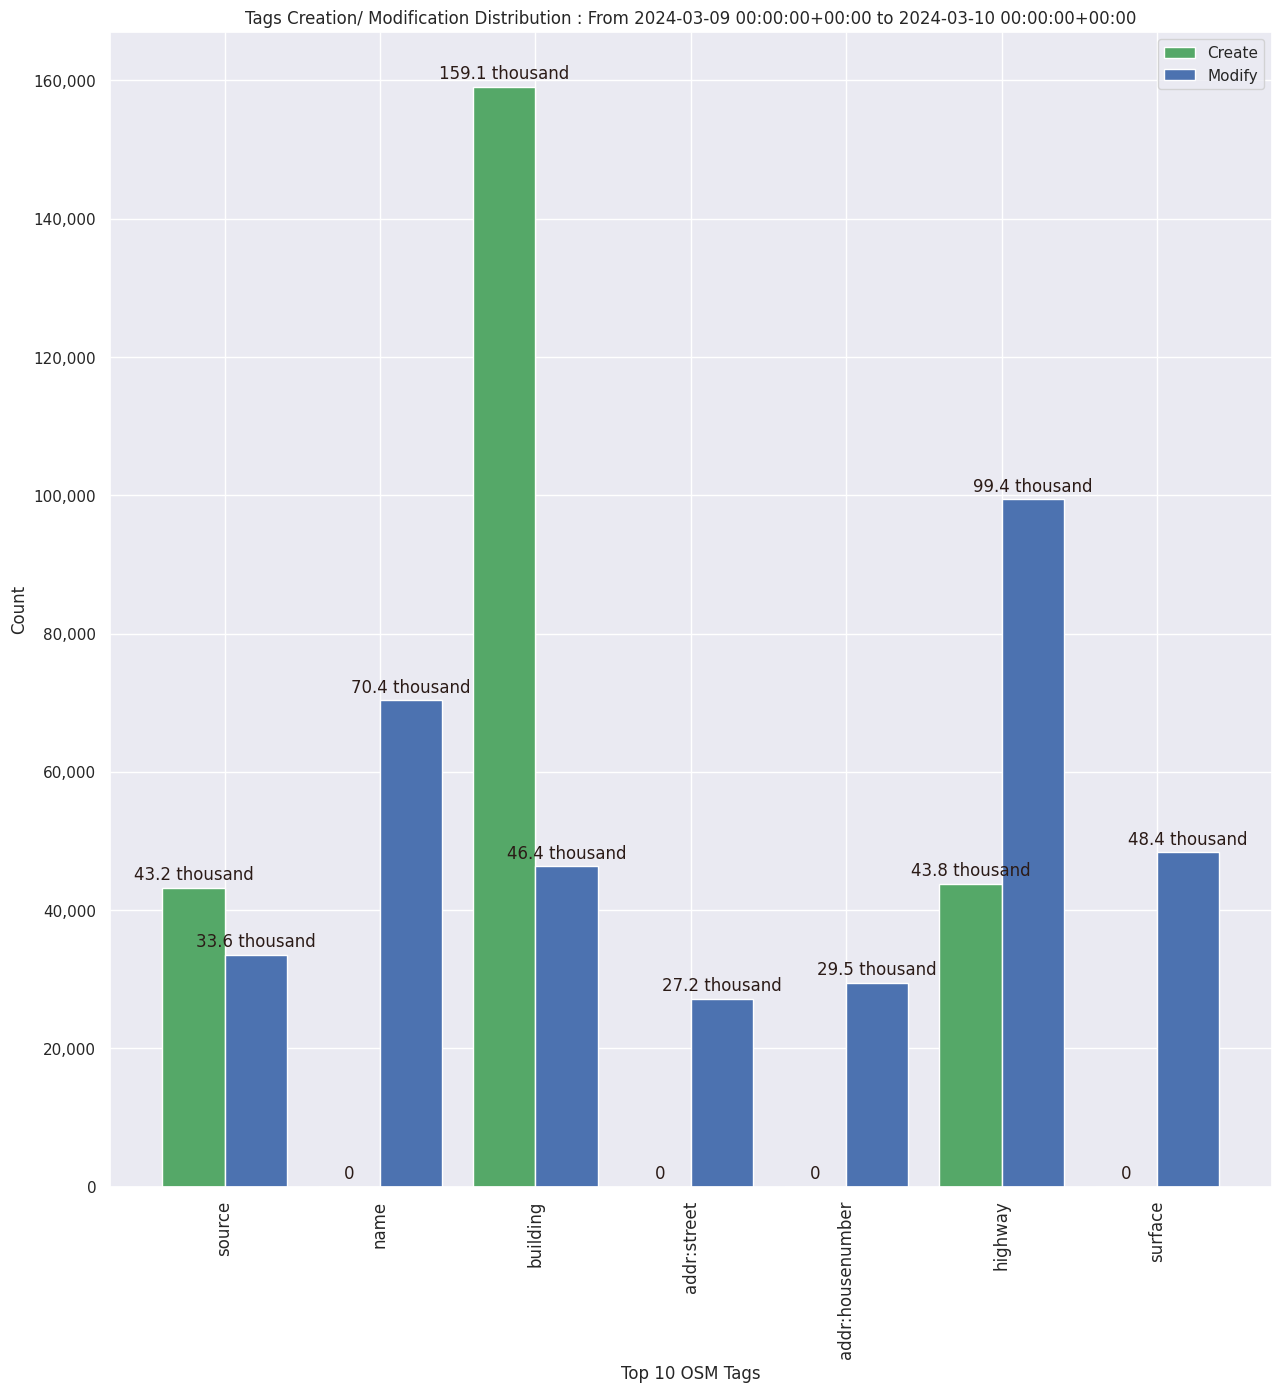 Tags Creation/ Modification Distribution : From 2024-03-09 00:00:00+00:00 to 2024-03-10 00:00:00+00:00
Create
Modify
160,000
140,000
120,000
100,000
80,000
60,000
40,000
20,000
0
Count
159.1 thousand
99.4 thousand
70.4 thousand
46.4 thousand
48.4 thousand
43.2 thousand
43.8 thousand
33.6 thousand
27.2 thousand
29.5 thousand
0
0
0
0
source
name
building
addr:street
addr:housenumber
highway
surface
Top 10 OSM Tags